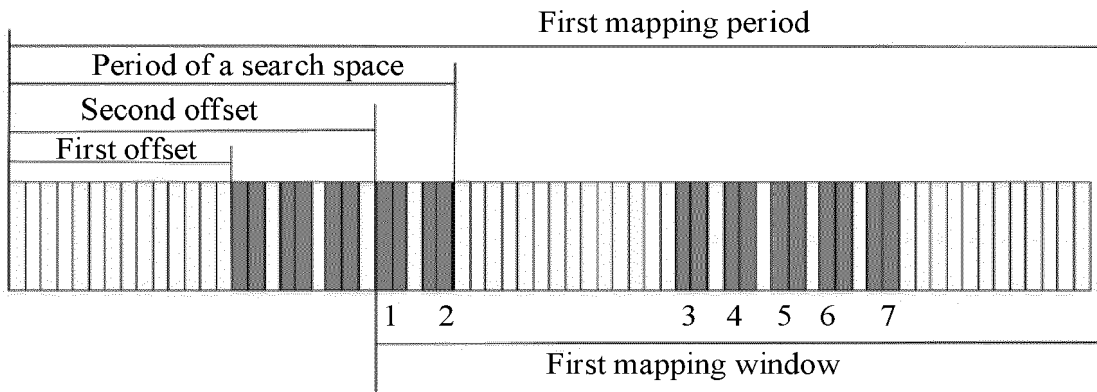 First mapping period
Period of a search space
Second offset
First offset
1 2 3 4 5 6 7
First mapping window